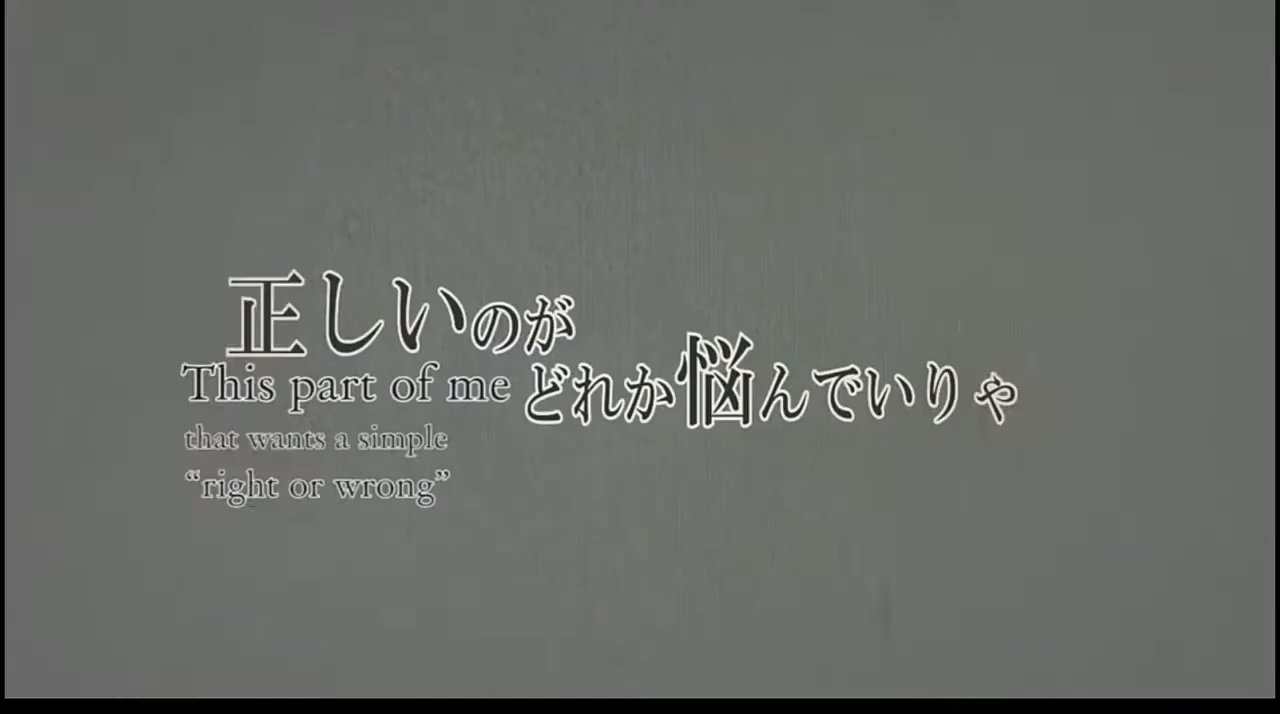 正しいのが
どれか悩んでいりゃ
This part of me
that wants a simple
“right or wrong”